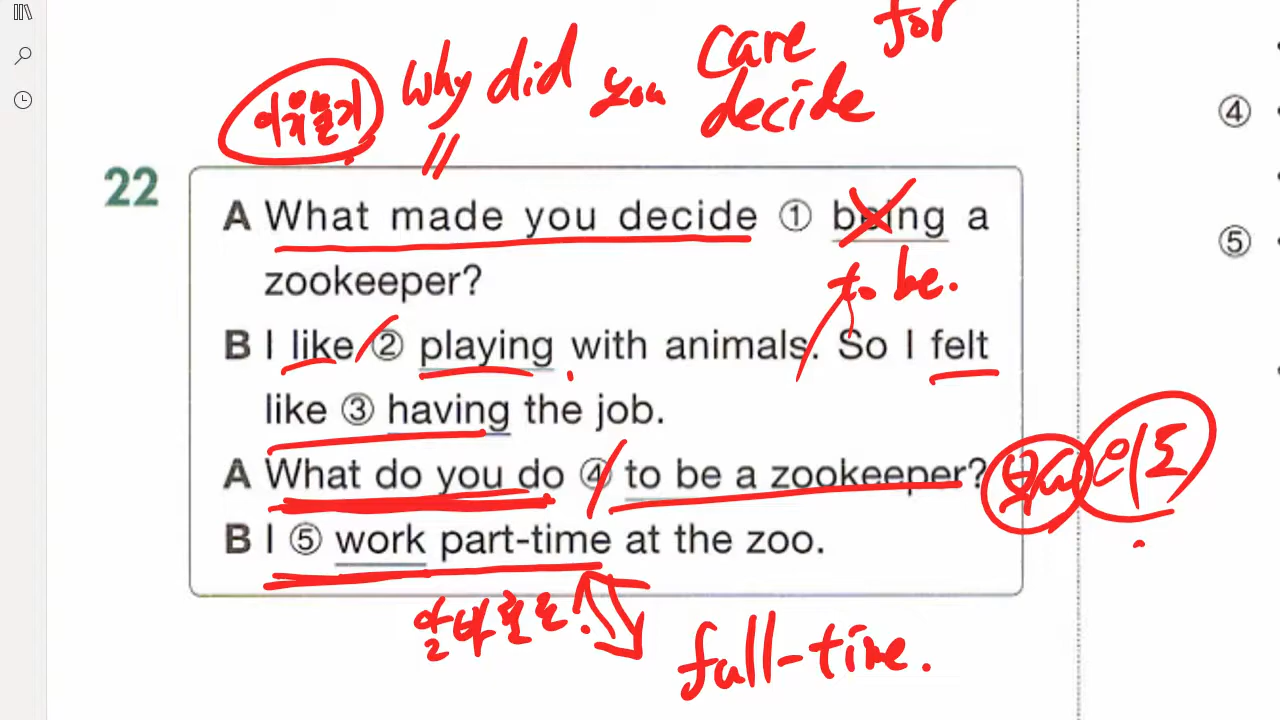 care for
이유묻기 Why did you decide
22
A What made you decide ① being a
zookeeper?
to be.
B I like ② playing with animals. So I felt
like ③ having the job.
A What do you do ④ to be a zookeeper?
의도
B I ⑤ work part-time at the zoo.
알바로
full-time.
④
⑤